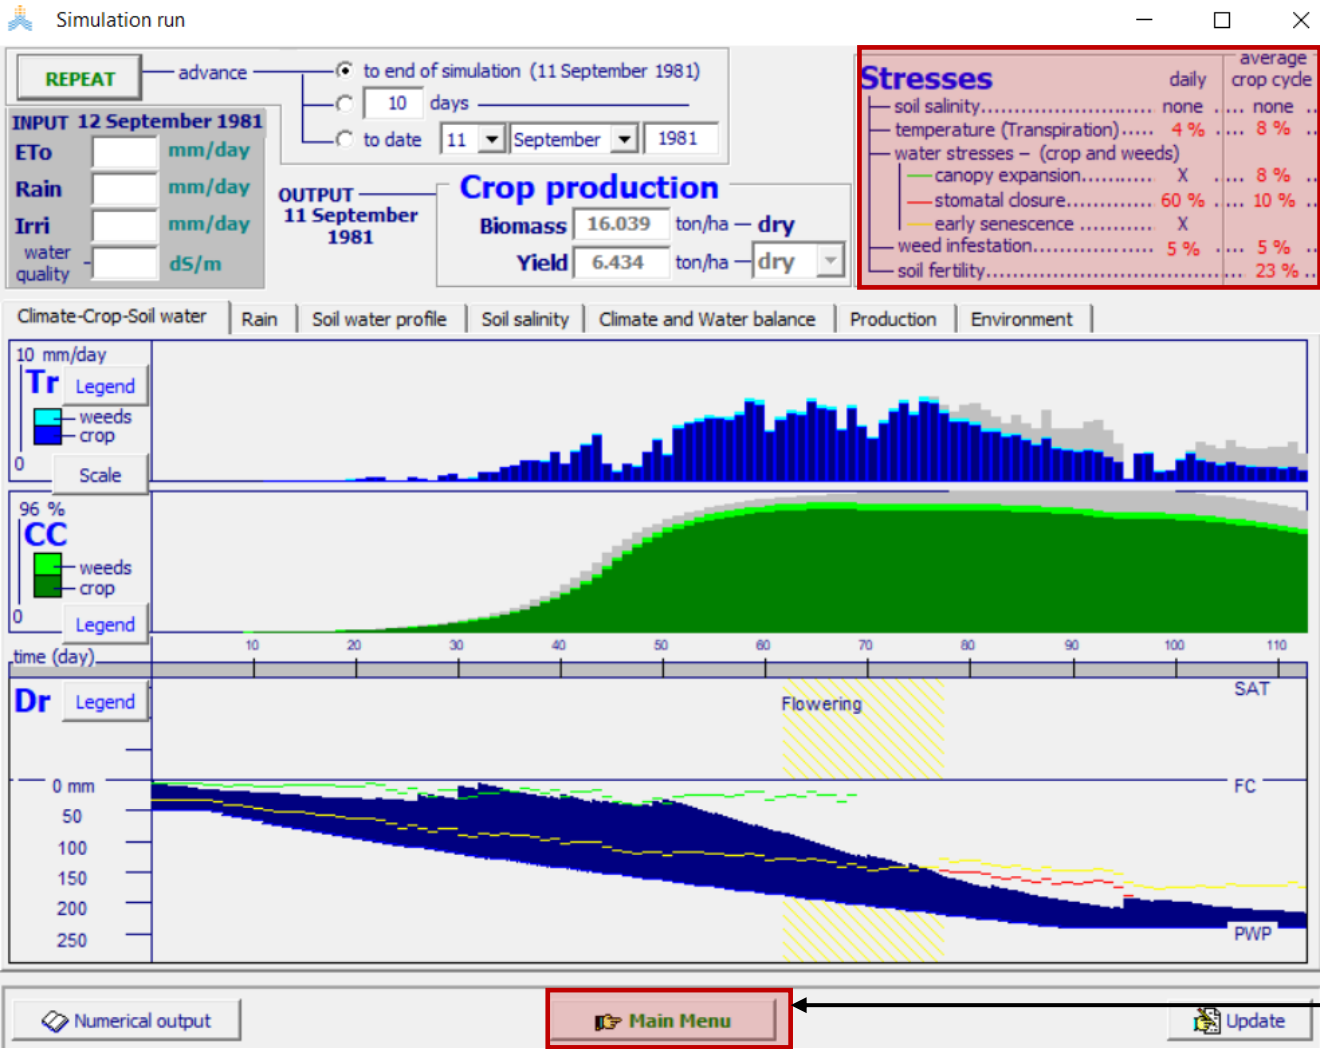 Simulation run
REPEAT
advance
to end of simulation (11 September 1981)
10 days
to date 11 September 1981
INPUT 12 September 1981
ETo mm/day
Rain mm/day
Irri mm/day
water quality dS/m
OUTPUT
11 September
1981
Crop production
Biomass 16.039 ton/ha dry
Yield 6.434 ton/ha dry
Stresses daily average crop cycle
soil salinity............................ none ..... none ..
temperature (Transpiration)..... 4 % ..... 8 % ..
water stresses – (crop and weeds)
canopy expansion............ X ..... 8 % ..
stomatal closure............. 60 % ..... 10 % ..
early senescence ............ X
weed infestation................... 5 % ..... 5 % ..
soil fertility........................................ 23 % ..
Climate-Crop-Soil water Rain Soil water profile Soil salinity Climate and Water balance Production Environment
10 mm/day
Tr Legend
weeds
crop
0
Scale
96 %
CC
weeds
crop
0
Legend
10 20 30 40 50 60 70 80 90 100 110
time (day)
Dr Legend
SAT
Flowering
0 mm
FC
50
100
150
200
PWP
250
Numerical output Main Menu Update